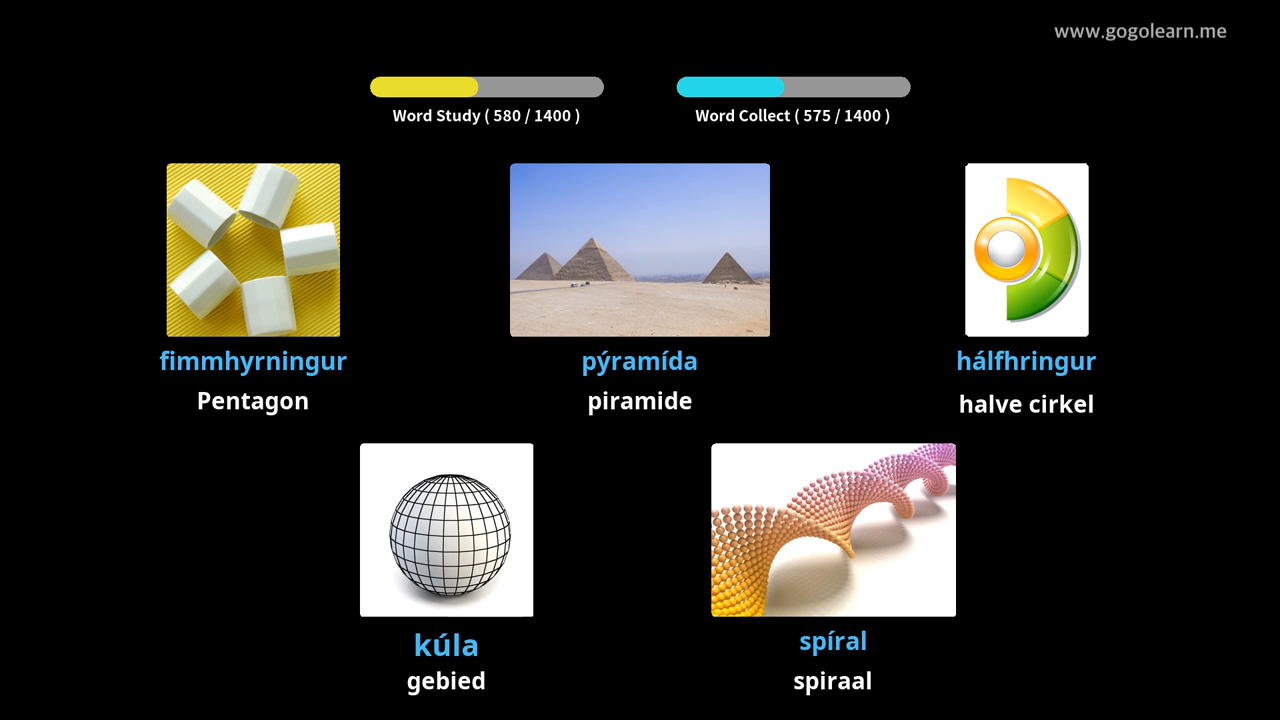 www.gogolearn.me
Word Study ( 580 / 1400 )
Word Collect ( 575 / 1400 )
fimmhyrningur
Pentagon
pýramída
piramide
hálfhringur
halve cirkel
kúla
gebied
spíral
spiraal